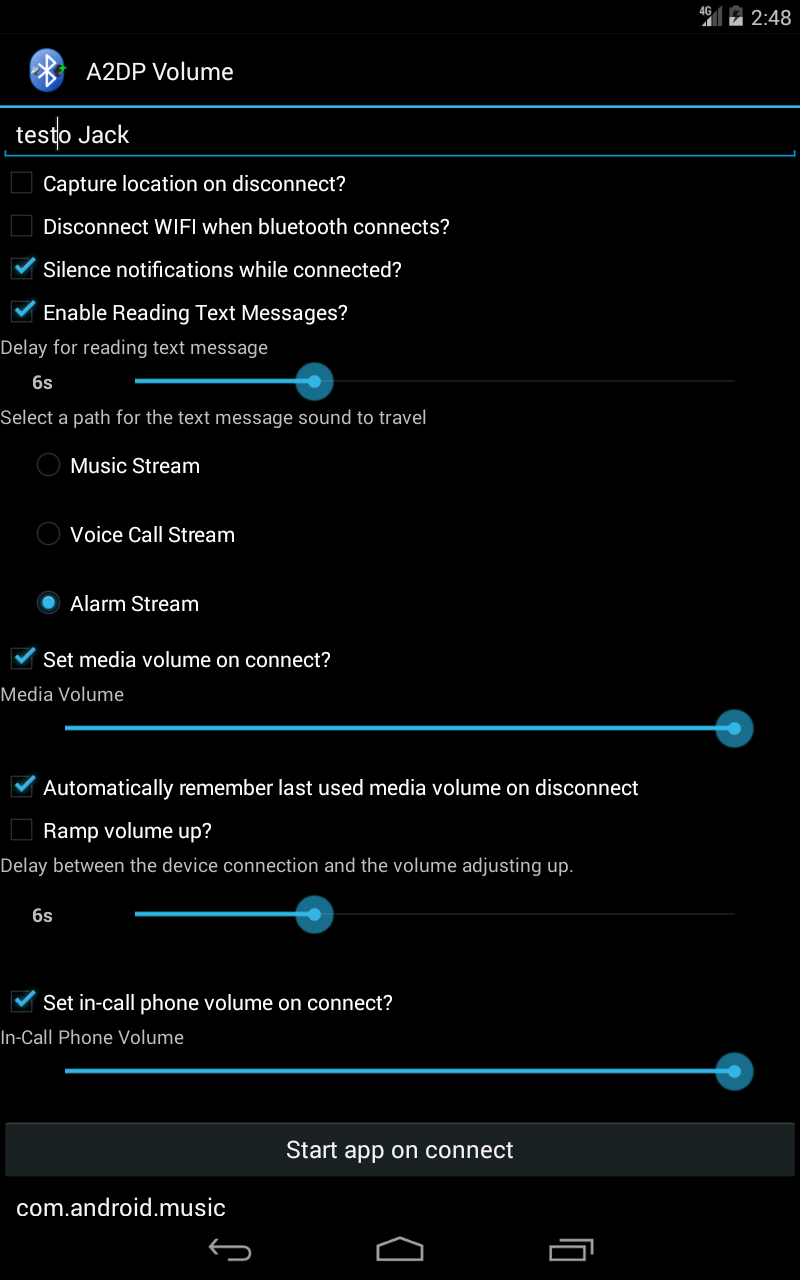 4G 2:48
A2DP Volume
testo Jack
Capture location on disconnect?
Disconnect WIFI when bluetooth connects?
Silence notifications while connected?
Enable Reading Text Messages?
Delay for reading text message
6s
Select a path for the text message sound to travel
Music Stream
Voice Call Stream
Alarm Stream
Set media volume on connect?
Media Volume
Automatically remember last used media volume on disconnect
Ramp volume up?
Delay between the device connection and the volume adjusting up.
6s
Set in-call phone volume on connect?
In-Call Phone Volume
Start app on connect
com.android.music